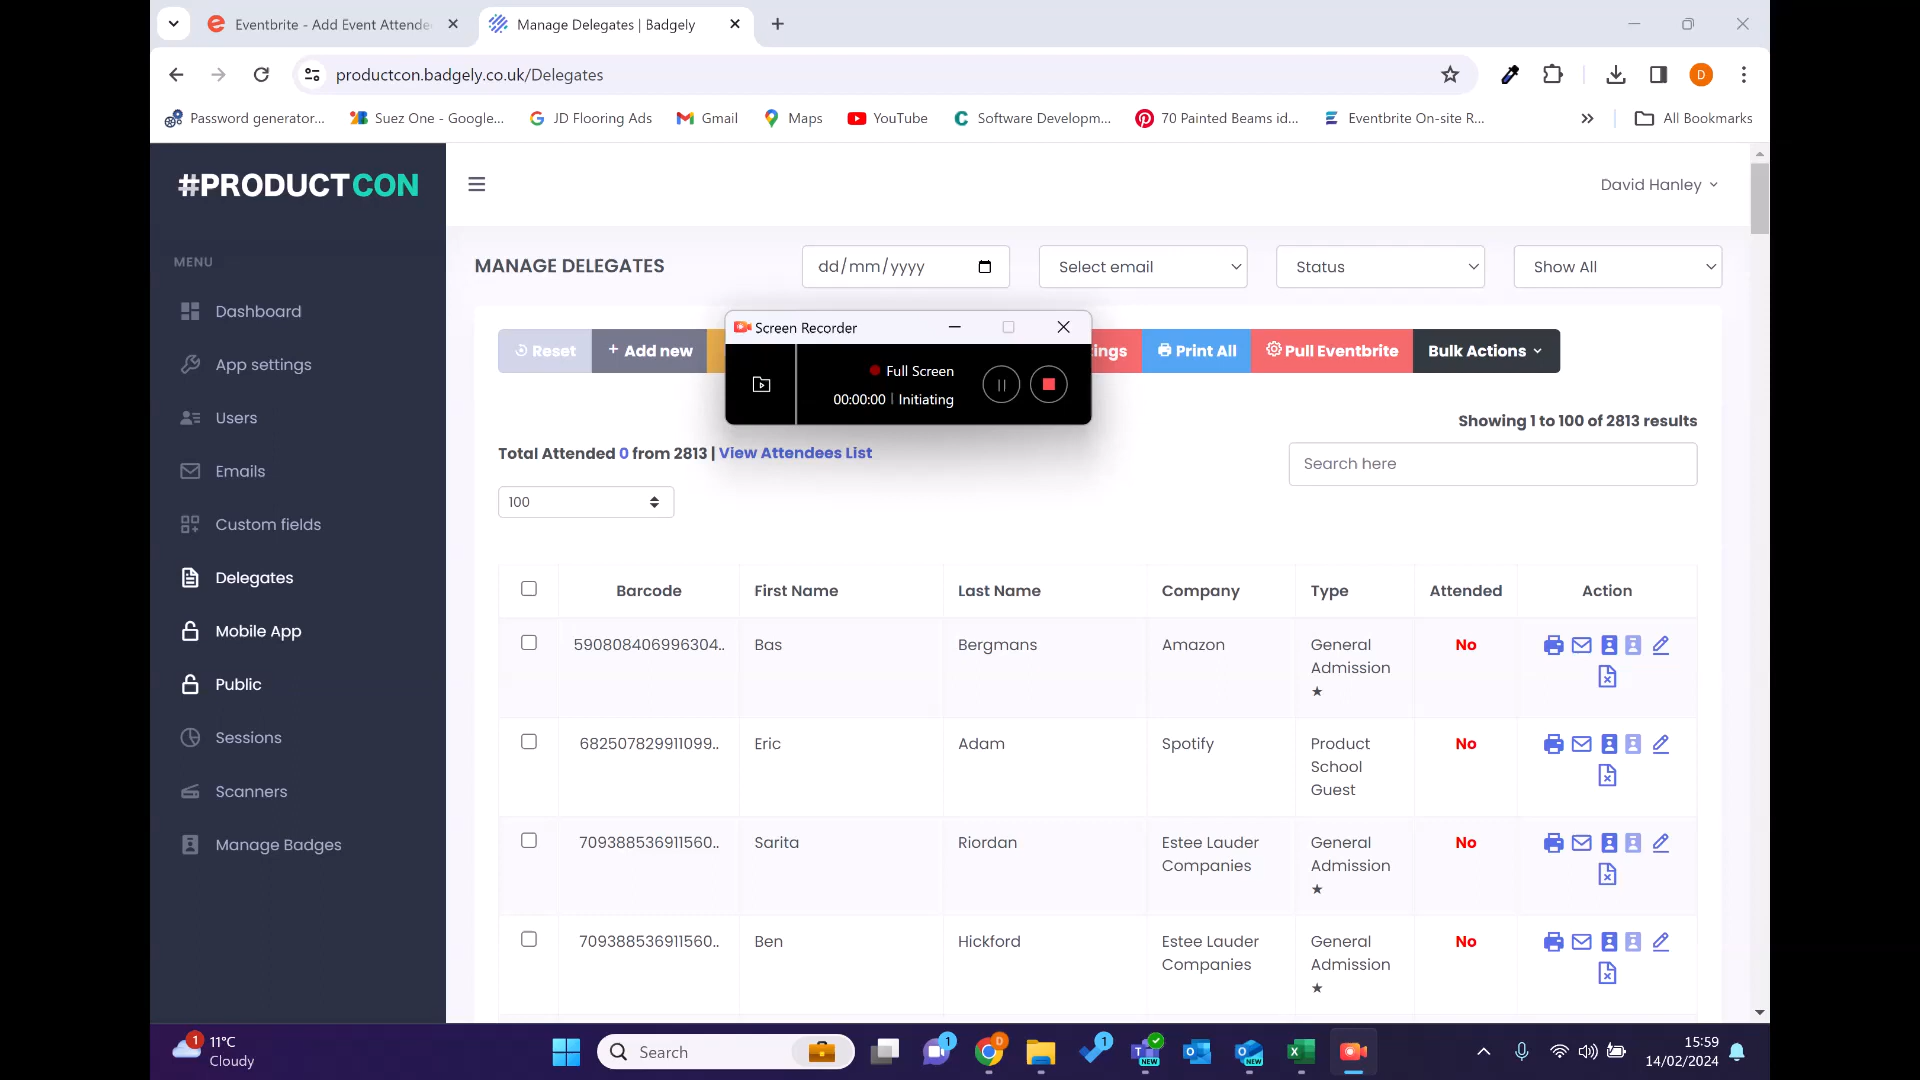 Eventbrite - Add Event Attende
Manage Delegates | Badgely
productcon.badgely.co.uk/Delegates
D
Password generator...
Suez One - Google...
JD Flooring Ads
Gmail
Maps
YouTube
Software Developm...
70 Painted Beams id...
Eventbrite On-site R...
All Bookmarks
#PRODUCTCON
David Hanley
MENU
Dashboard
App settings
Users
Emails
Custom fields
Delegates
Mobile App
Public
Sessions
Scanners
Manage Badges
MANAGE DELEGATES
dd/mm/yyyy
Select email
Status
Show All
Reset
+ Add new
Screen Recorder
Full Screen
00:00:00 | Initiating
ings
Print All
Pull Eventbrite
Bulk Actions
Showing 1 to 100 of 2813 results
Total Attended 0 from 2813 | View Attendees List
Search here
100
Barcode First Name Last Name Company Type Attended Action
590808406996304.. Bas Bergmans Amazon General Admission ★ No
682507829911099.. Eric Adam Spotify Product School Guest No
709388536911560.. Sarita Riordan Estee Lauder Companies General Admission ★ No
709388536911560.. Ben Hickford Estee Lauder Companies General Admission ★ No
1
11°C
Cloudy
Search
1
D
1
NEW
NEW
15:59
14/02/2024